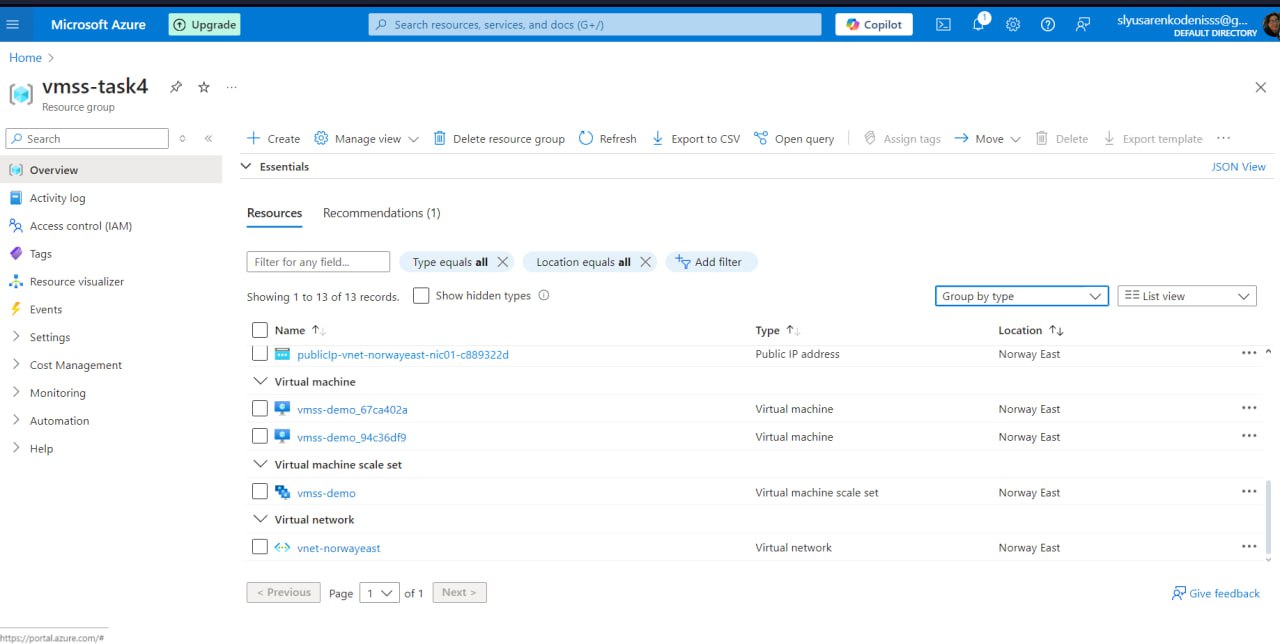 Microsoft Azure
Upgrade
Search resources, services, and docs (G+/)
Copilot
1
slyusarenkodenisss@g...
DEFAULT DIRECTORY
Home
vmss-task4
Resource group
Search
Create
Manage view
Delete resource group
Refresh
Export to CSV
Open query
Assign tags
Move
Delete
Export template
Overview
Activity log
Access control (IAM)
Tags
Resource visualizer
Events
Settings
Cost Management
Monitoring
Automation
Help
Essentials
JSON View
Resources
Recommendations (1)
Filter for any field...
Type equals all
Location equals all
Add filter
Showing 1 to 13 of 13 records.
Show hidden types
Group by type
List view
Name
Type
Location
publicIp-vnet-norwayeast-nic01-c889322d
Public IP address
Norway East
Virtual machine
vmss-demo_67ca402a
Virtual machine
Norway East
vmss-demo_94c36df9
Virtual machine
Norway East
Virtual machine scale set
vmss-demo
Virtual machine scale set
Norway East
Virtual network
vnet-norwayeast
Virtual network
Norway East
< Previous
Page
1
of 1
Next >
Give feedback
https://portal.azure.com/#